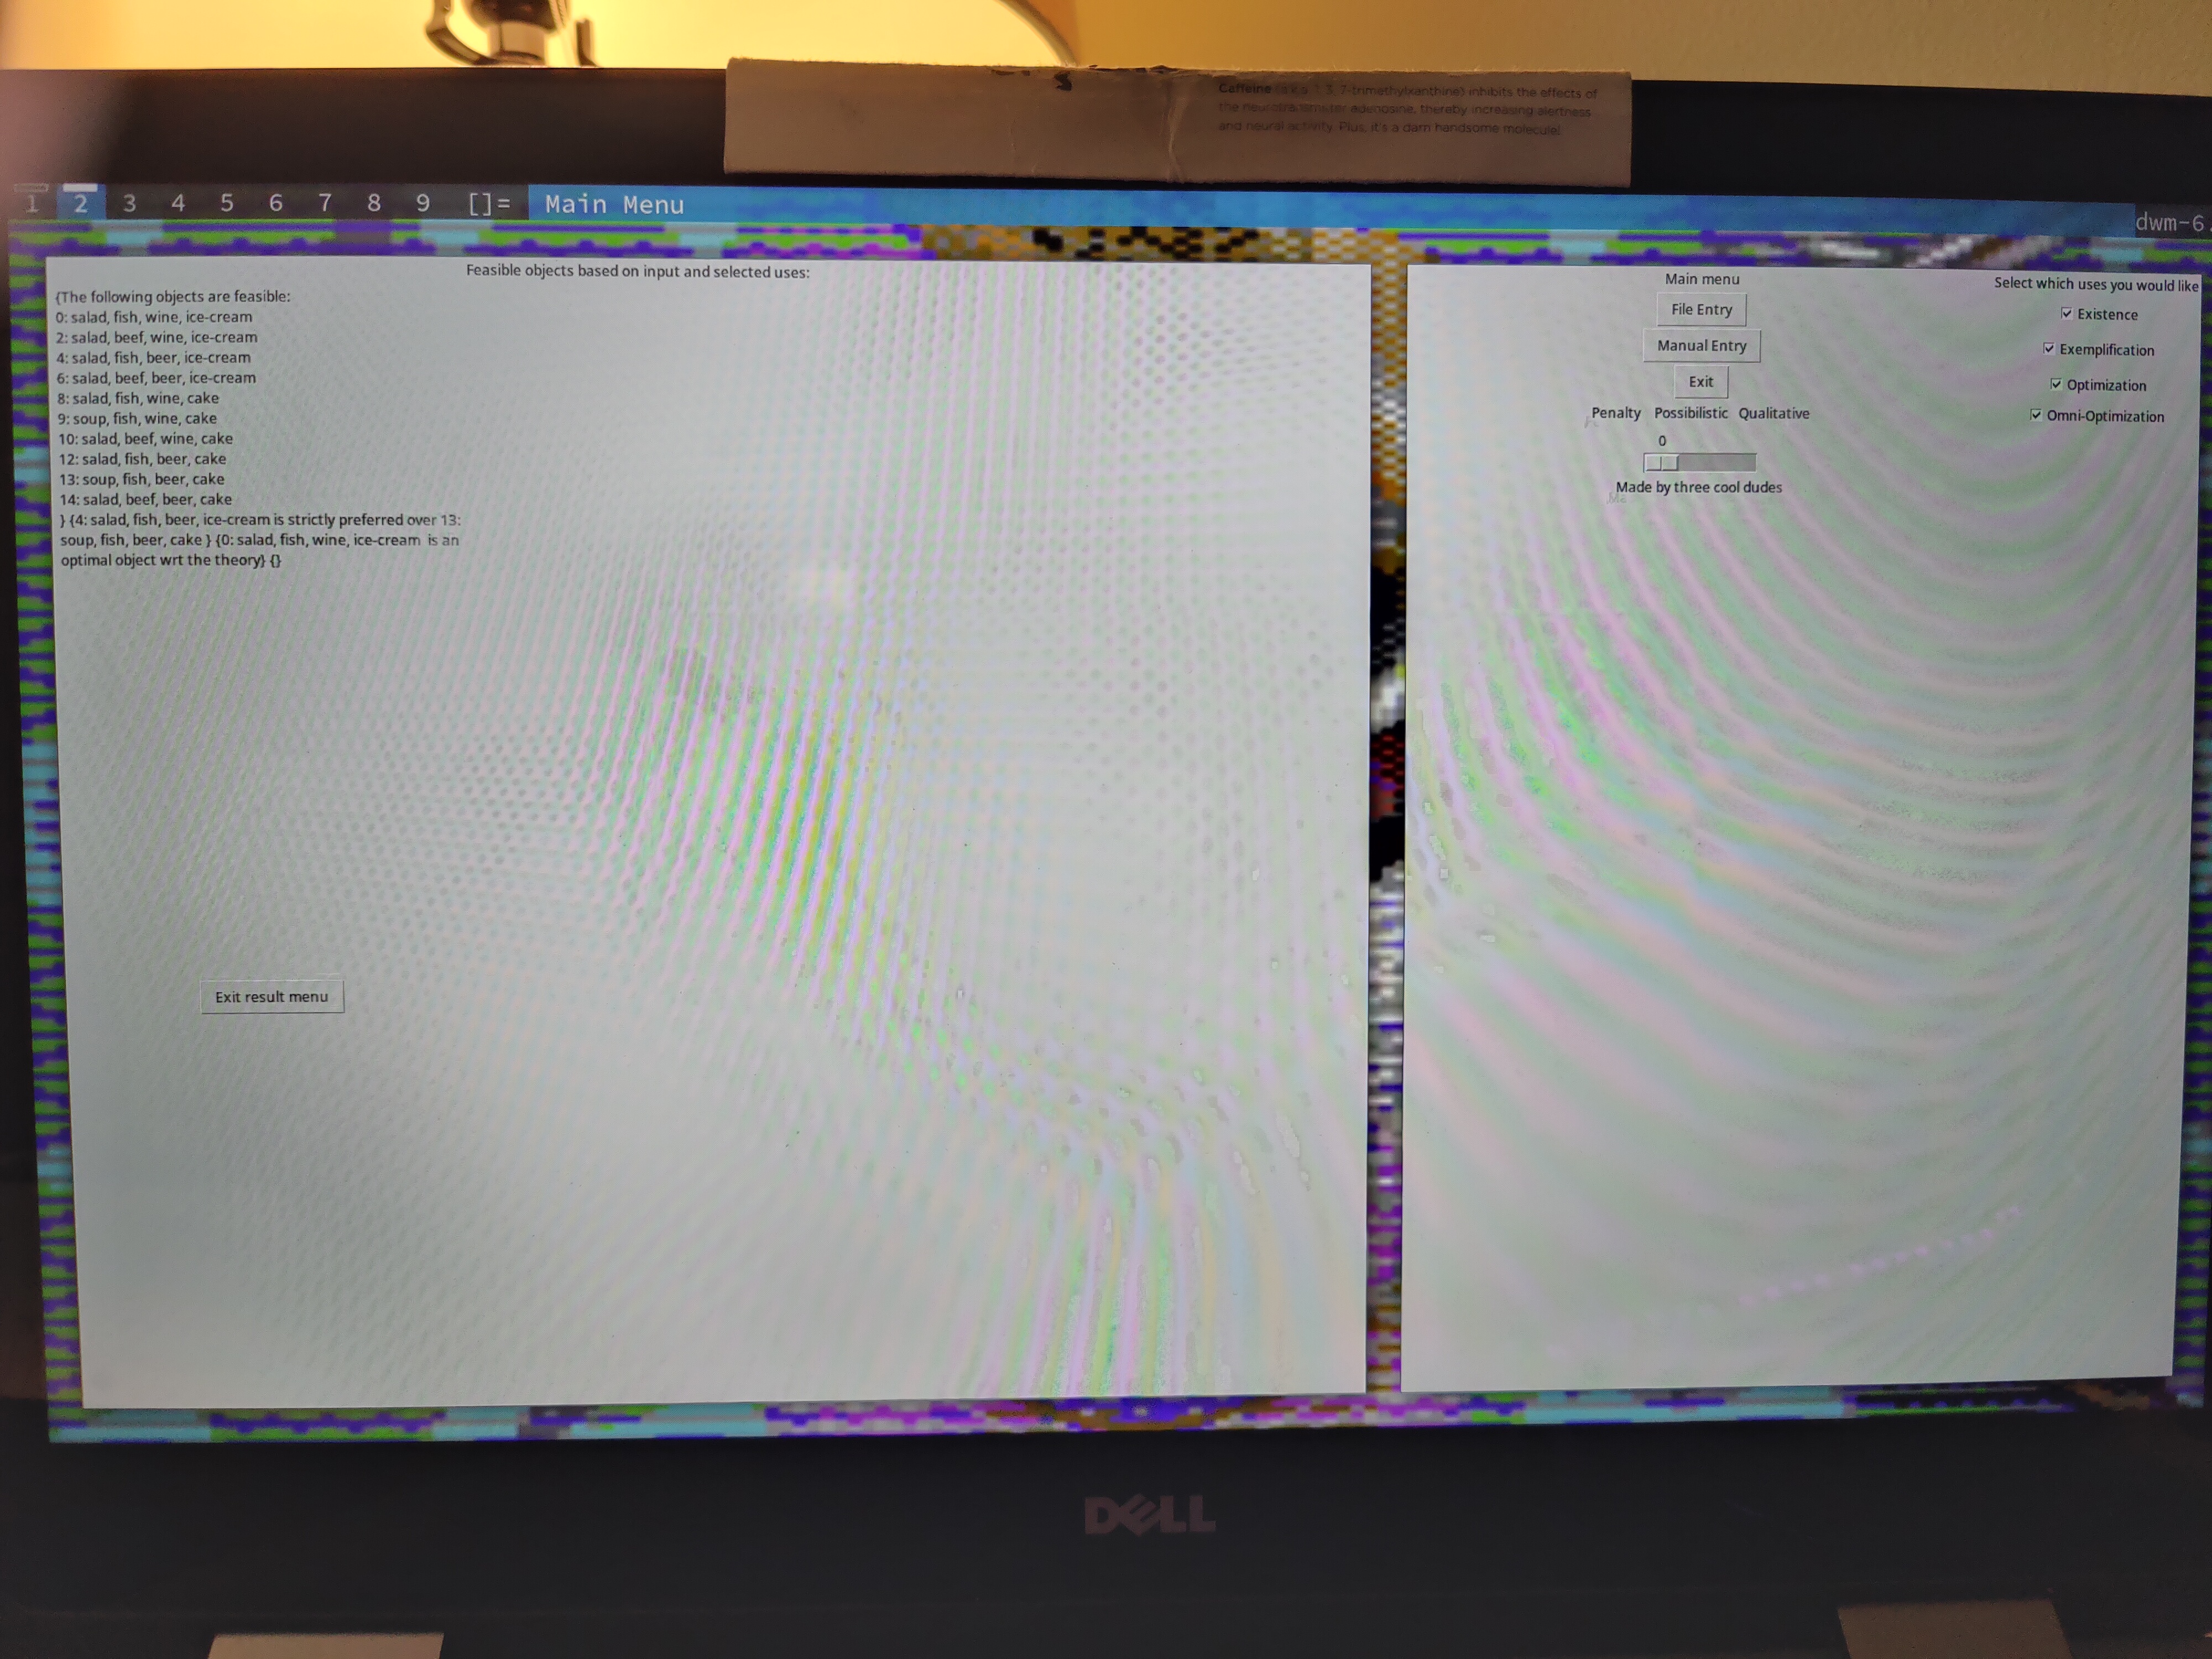 Caffeine (a.k.a. 1, 3, 7-trimethylxanthine) inhibits the effects of
the neurotransmitter adenosine, thereby increasing alertness
and neural activity. Plus, it's a darn handsome molecule!
1 2 3 4 5 6 7 8 9 []= Main Menu
dwm-6.
Feasible objects based on input and selected uses:
{The following objects are feasible:
0: salad, fish, wine, ice-cream
2: salad, beef, wine, ice-cream
4: salad, fish, beer, ice-cream
6: salad, beef, beer, ice-cream
8: salad, fish, wine, cake
9: soup, fish, wine, cake
10: salad, beef, wine, cake
12: salad, fish, beer, cake
13: soup, fish, beer, cake
14: salad, beef, beer, cake
} {4: salad, fish, beer, ice-cream is strictly preferred over 13:
soup, fish, beer, cake } {0: salad, fish, wine, ice-cream is an
optimal object wrt the theory} {}
Exit result menu
Main menu
File Entry
Manual Entry
Exit
Penalty Possibilistic Qualitative
0
Made by three cool dudes
Select which uses you would like
Existence
Exemplification
Optimization
Omni-Optimization
DELL